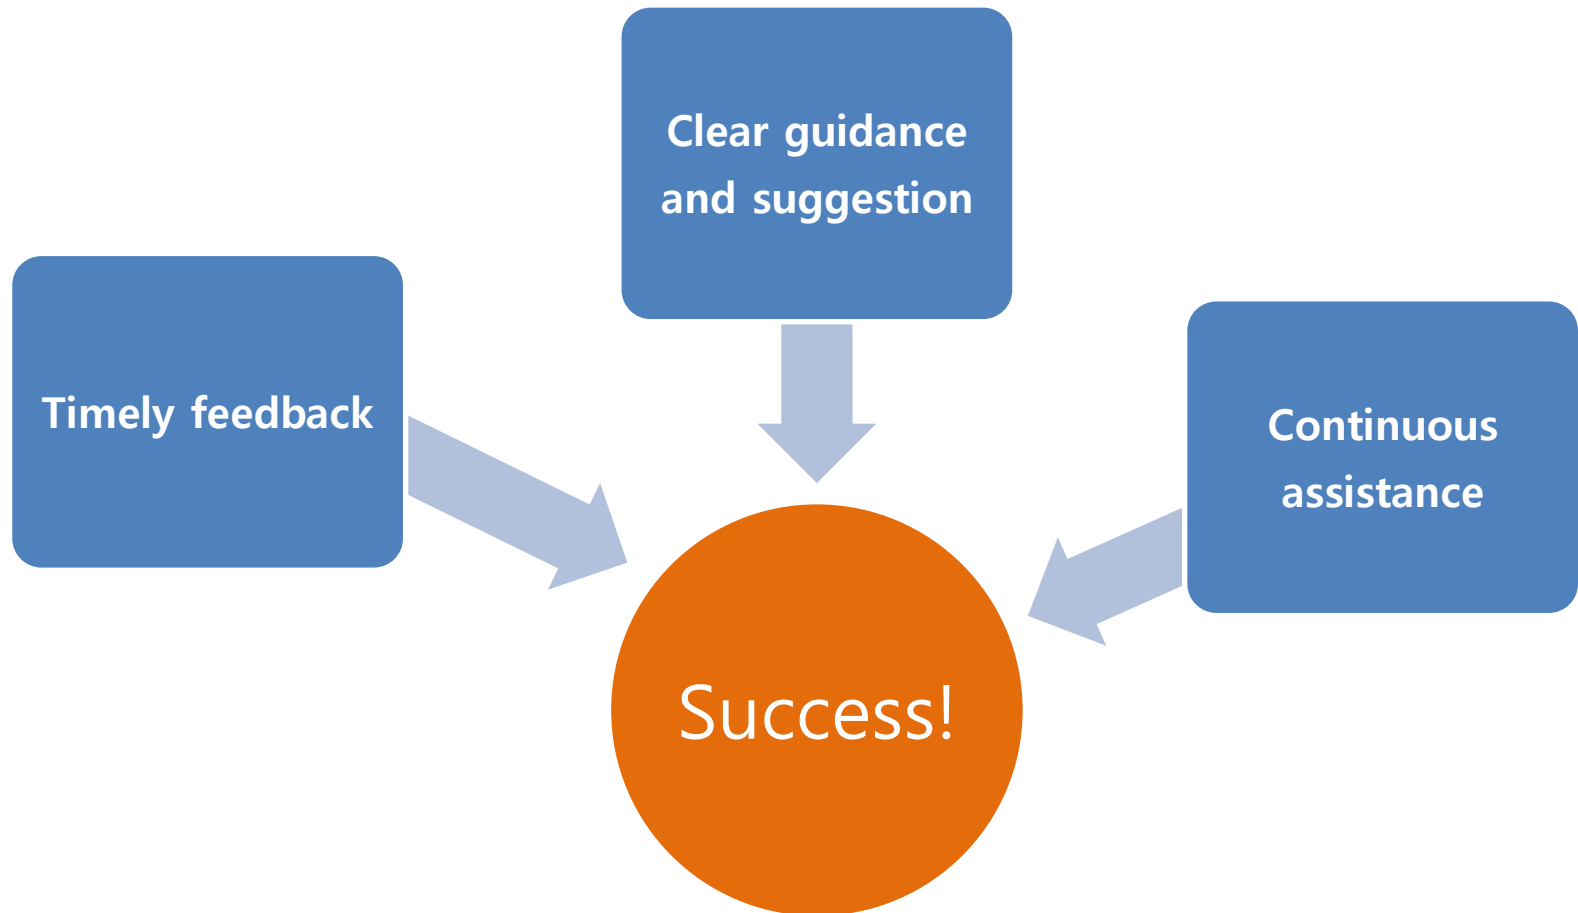 Clear guidance
and suggestion
Timely feedback
Continuous
assistance
Success!